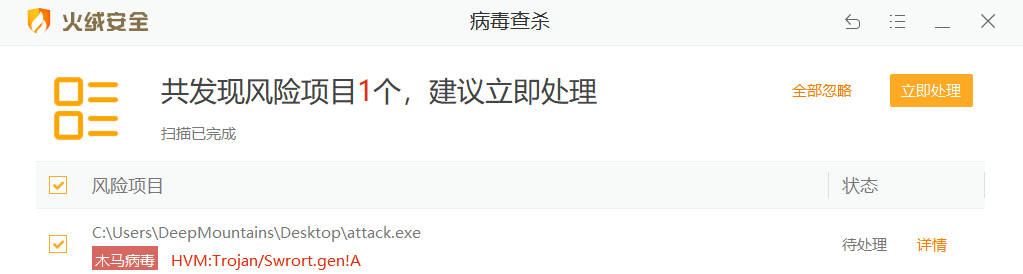 火绒安全
病毒查杀
共发现风险项目1个，建议立即处理
全部忽略
立即处理
扫描已完成
风险项目
状态
C:\Users\DeepMountains\Desktop\attack.exe
待处理
详情
木马病毒 HVM:Trojan/Swrort.gen!A